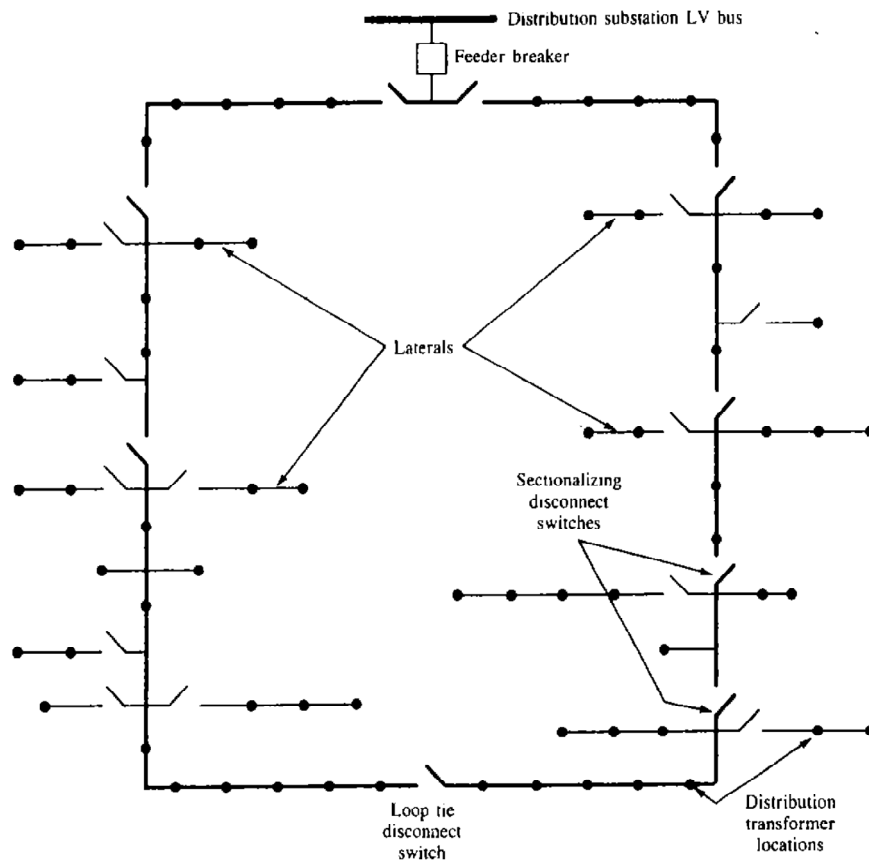 Distribution substation LV bus
Feeder breaker
Laterals
Sectionalizing
disconnect
switches
Loop tie
disconnect
switch
Distribution
transformer
locations